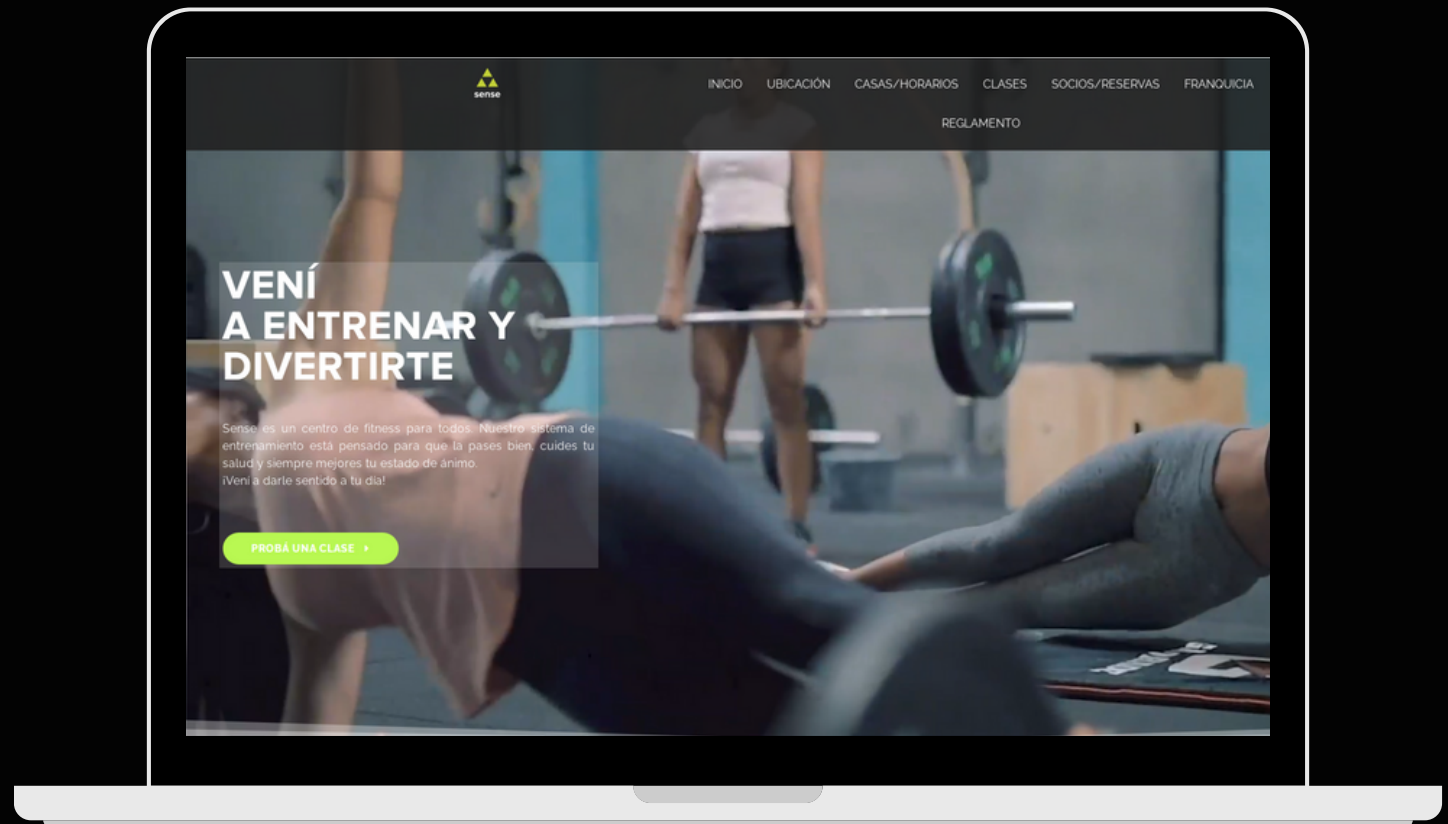 sense
INICIO UBICACIÓN CASAS/HORARIOS CLASES SOCIOS/RESERVAS FRANQUICIA
REGLAMENTO
VENÍ
A ENTRENAR Y
DIVERTIRTE
Sense es un centro de fitness para todos. Nuestro sistema de
entrenamiento está pensado para que la pases bien, cuides tu
salud y siempre mejores tu estado de ánimo.
¡Vení a darle sentido a tu día!
PROBÁ UNA CLASE